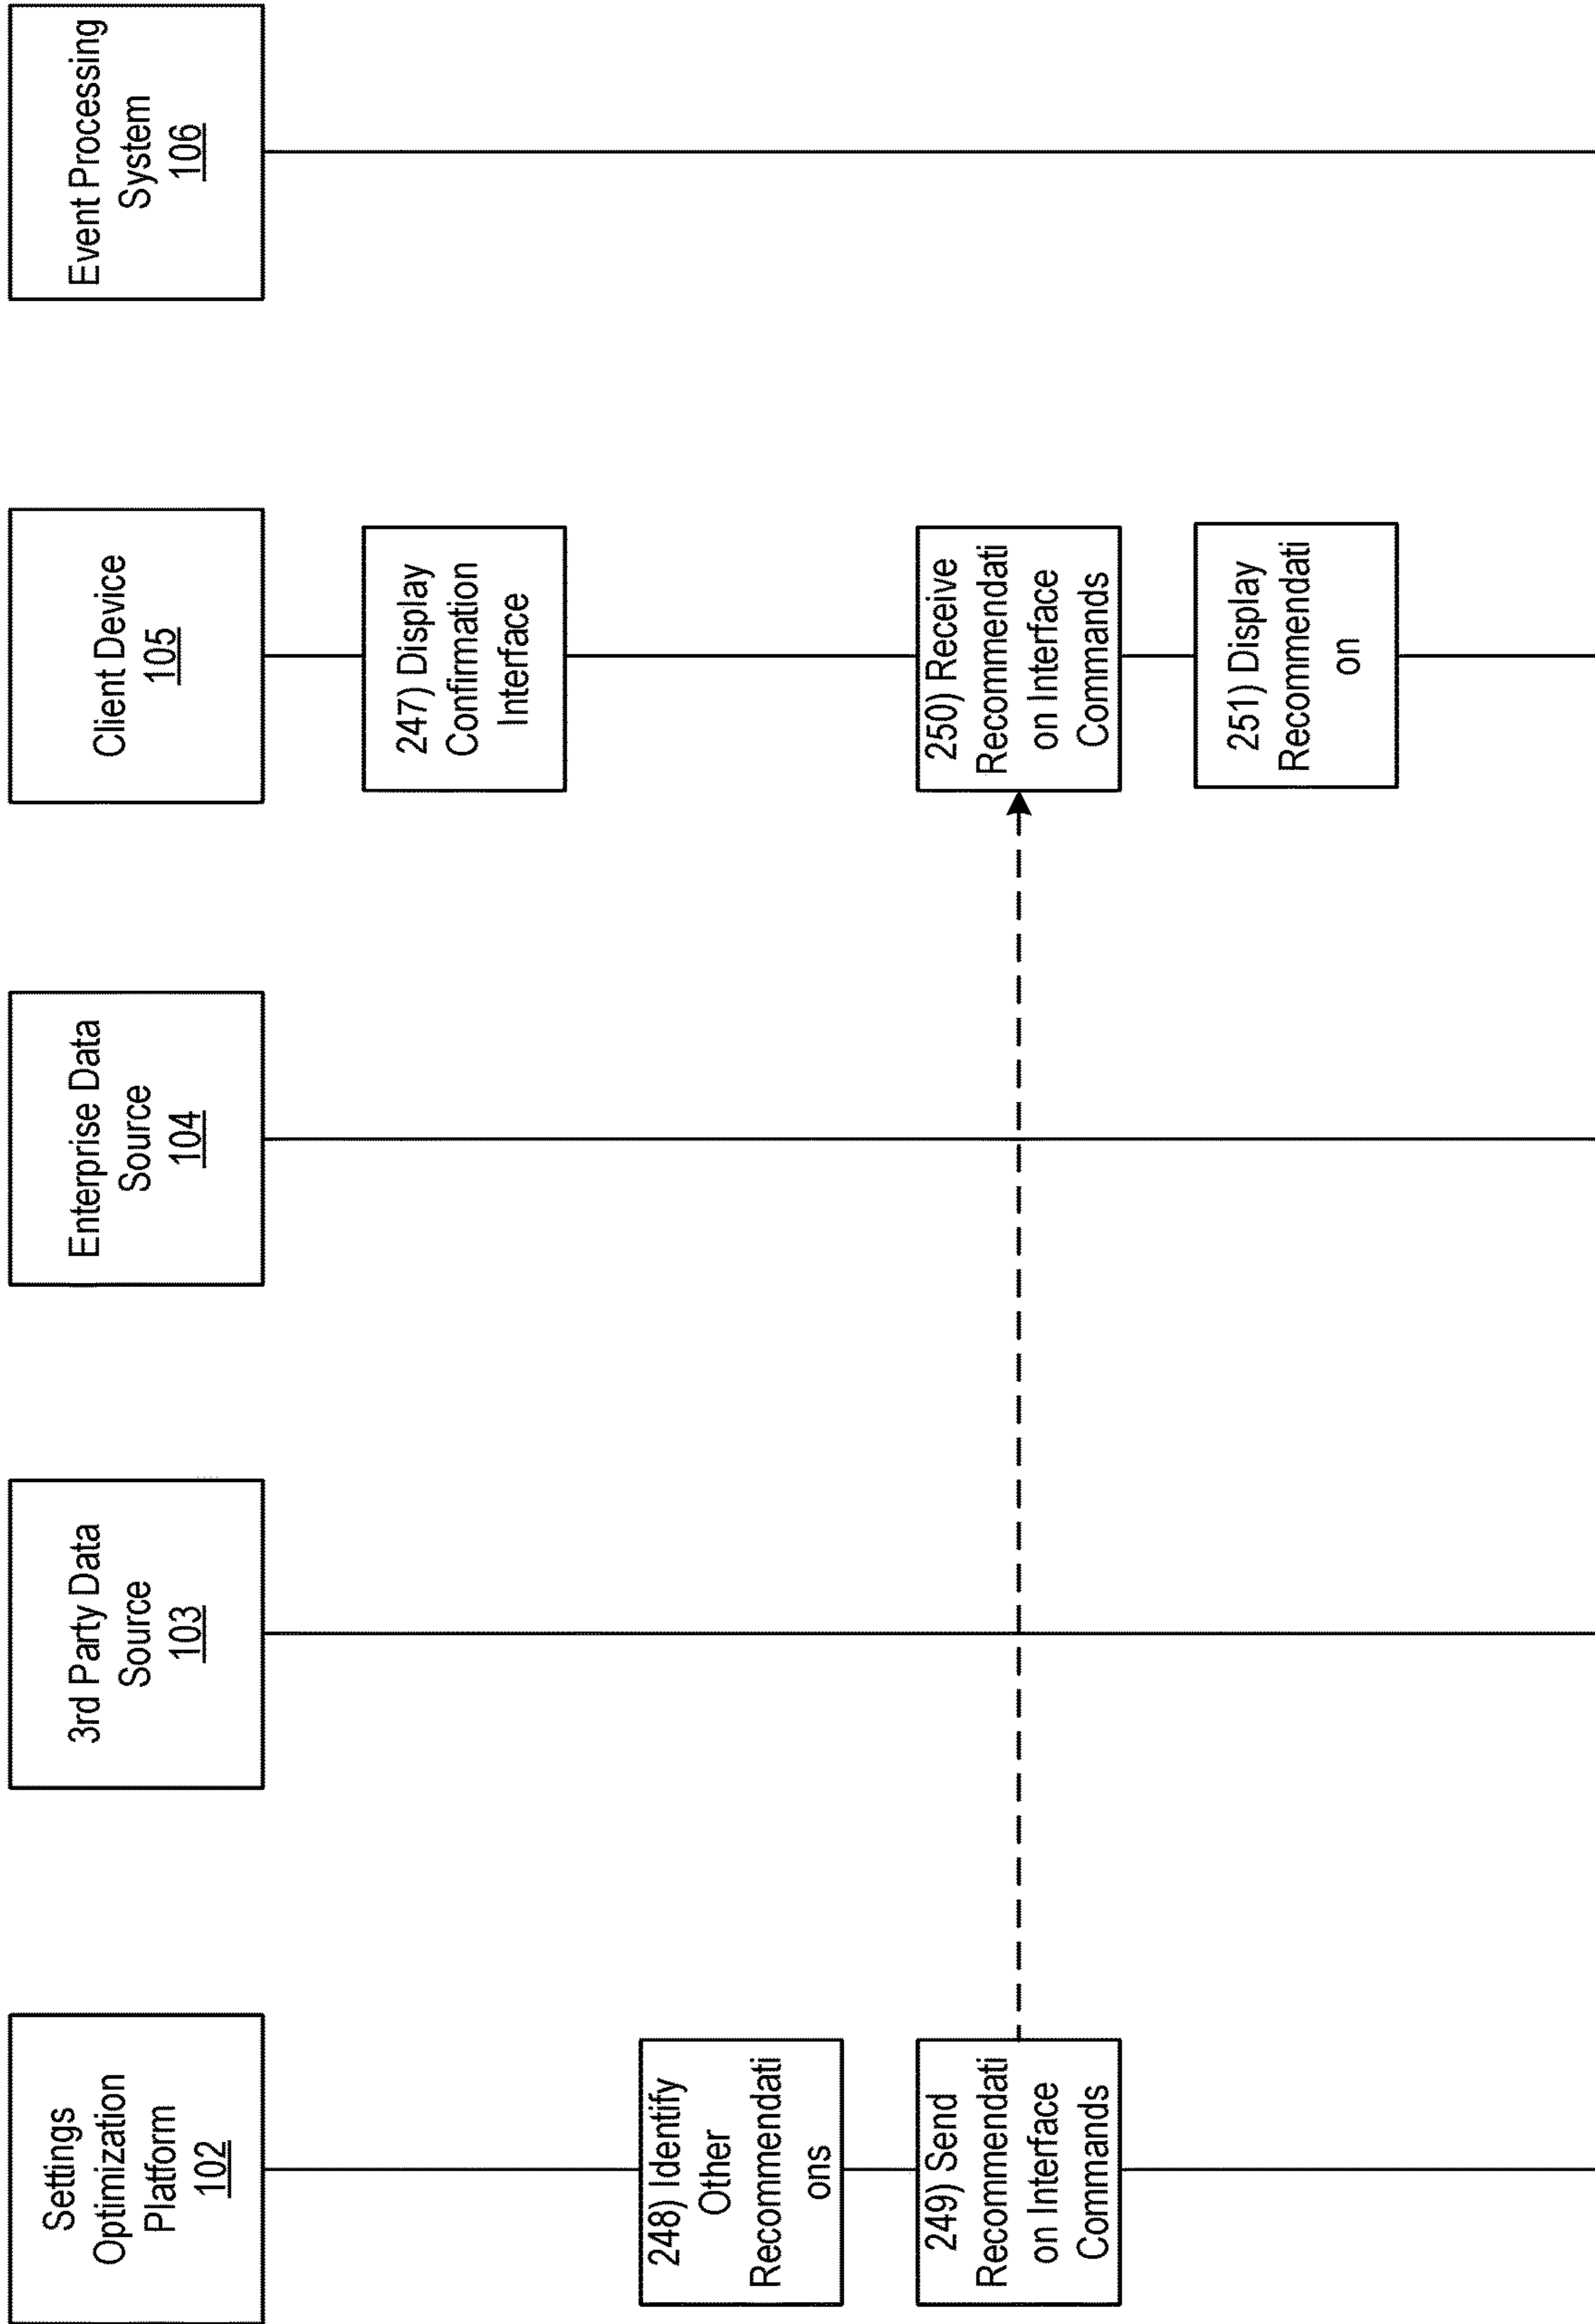 Settings
Optimization
Platform
102
3rd Party Data
Source
103
Enterprise Data
Source
104
Client Device
105
Event Processing
System
106
247) Display
Confirmation
Interface
248) Identify
Other
Recommendati
ons
249) Send
Recommendati
on Interface
Commands
250) Receive
Recommendati
on Interface
Commands
251) Display
Recommendati
on